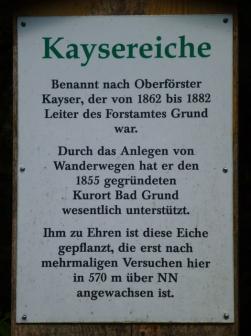 Kaysereiche
Benannt nach Oberförster
Kayser, der von 1862 bis 1882
Leiter des Forstamtes Grund
war.
Durch das Anlegen von
Wanderwegen hat er den
1855 gegründeten
Kurort Bad Grund
wesentlich unterstützt.
Ihm zu Ehren ist diese Eiche
gepflanzt, die erst nach
mehrmaligen Versuchen hier
in 570 m über NN
angewachsen ist.